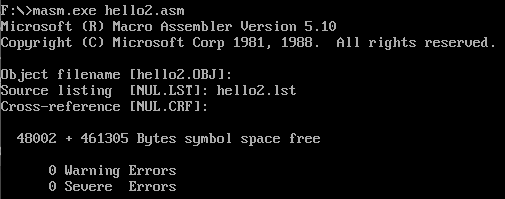 F:\>masm.exe hello2.asm
Microsoft (R) Macro Assembler Version 5.10
Copyright (C) Microsoft Corp 1981, 1988.  All rights reserved.
Object filename [hello2.OBJ]:
Source listing  [NUL.LST]: hello2.lst
Cross-reference [NUL.CRF]:
48002 + 461305 Bytes symbol space free
0 Warning Errors
0 Severe  Errors